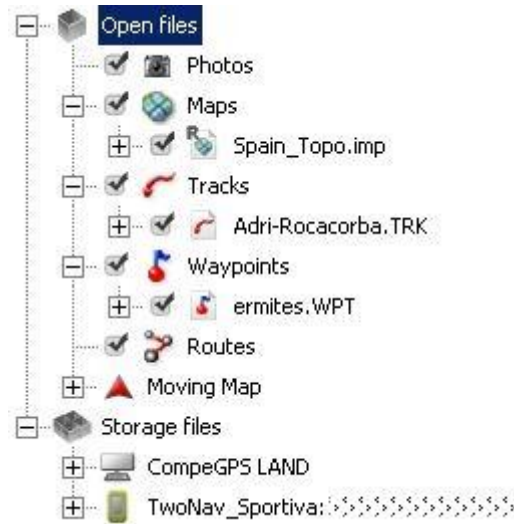 Open files
Photos
Maps
R Spain_Topo.imp
Tracks
Adri-Rocacorba.TRK
Waypoints
ermites.WPT
Routes
Moving Map
Storage files
CompeGPS LAND
TwoNav_Sportiva: